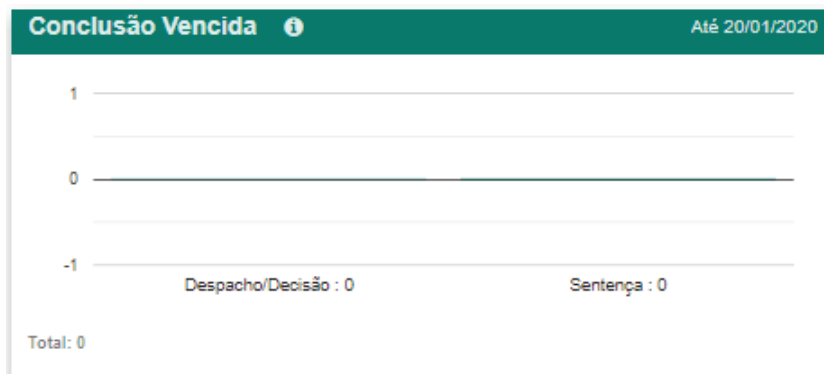 Conclusão Vencida
Até 20/01/2020
1
0
-1
Despacho/Decisão : 0
Sentença : 0
Total: 0